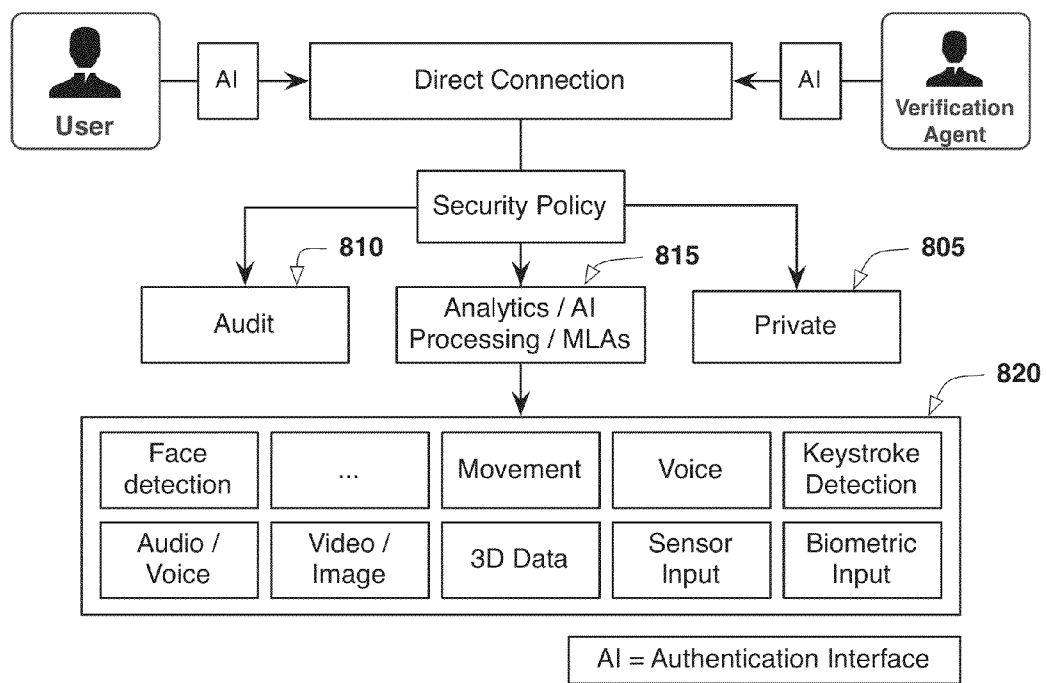 User
AI
Direct Connection
AI
Verification
Agent
Security Policy
810
815
805
Audit
Analytics / AI
Processing / MLAs
Private
820
Face
detection
...
Movement
Voice
Keystroke
Detection
Audio /
Voice
Video /
Image
3D Data
Sensor
Input
Biometric
Input
AI = Authentication Interface